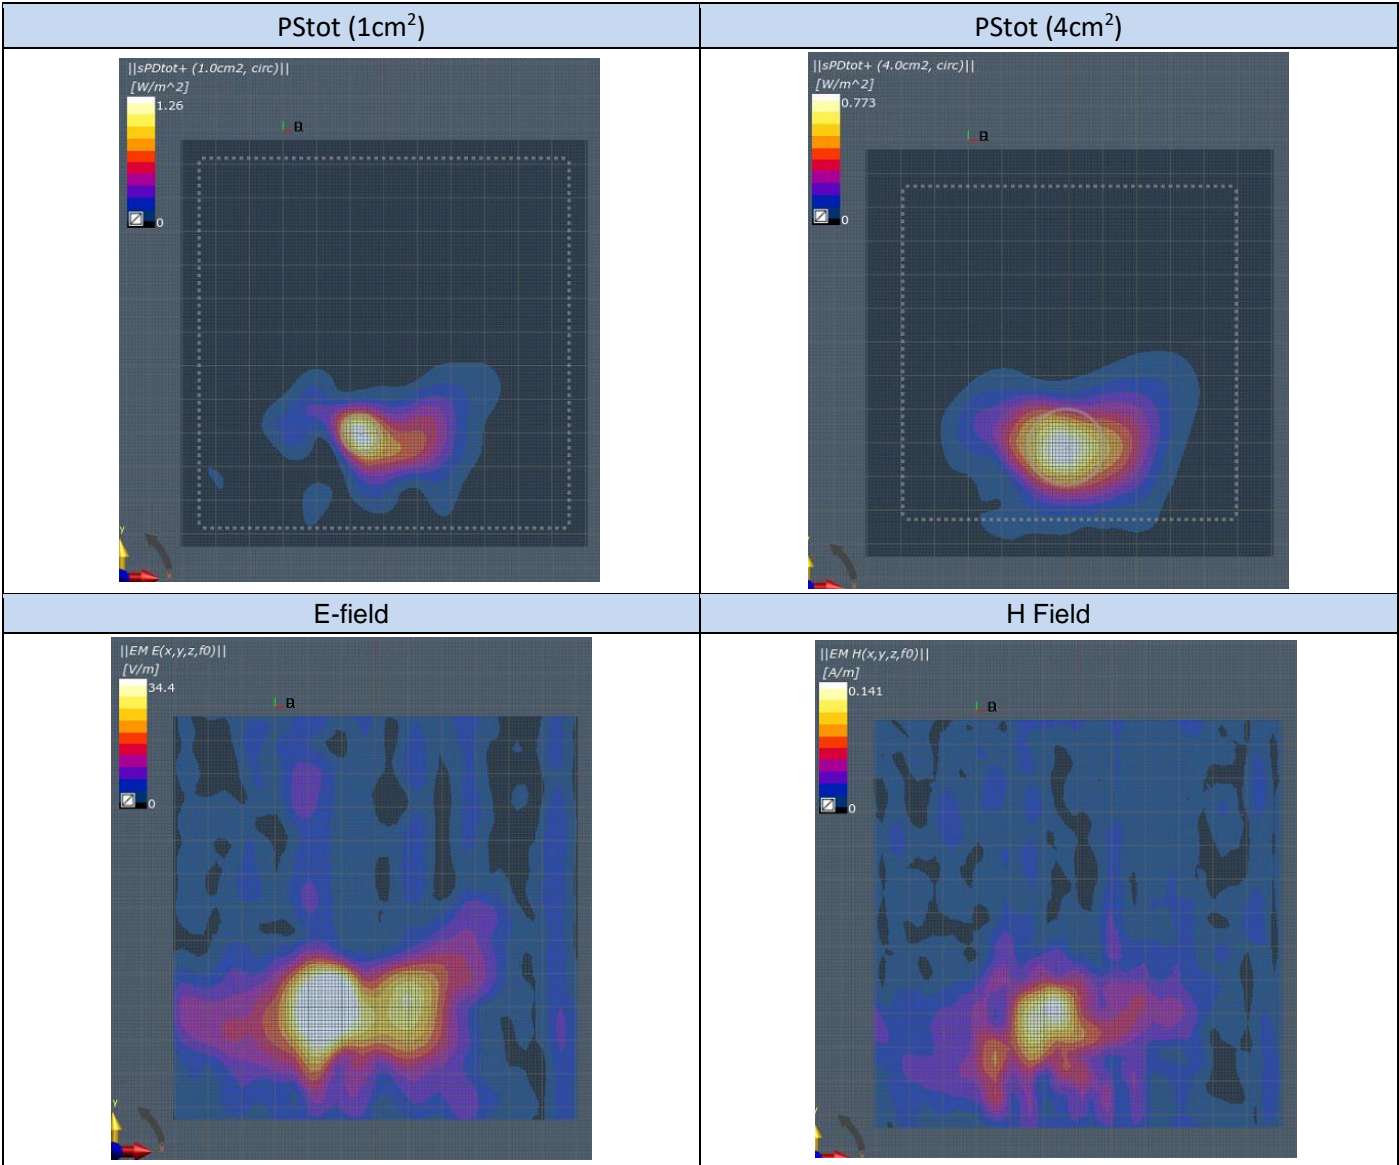 PStot (1cm²)
PStot (4cm²)
||sPDtot+ (1.0cm2, circ)||
[W/m^2]
1.26
0
y
x
||sPDtot+ (4.0cm2, circ)||
[W/m^2]
0.773
0
x
E-field
H Field
||EM E(x,y,z,f0)||
[V/m]
34.4
0
y
x
||EM H(x,y,z,f0)||
[A/m]
0.141
0
y
x